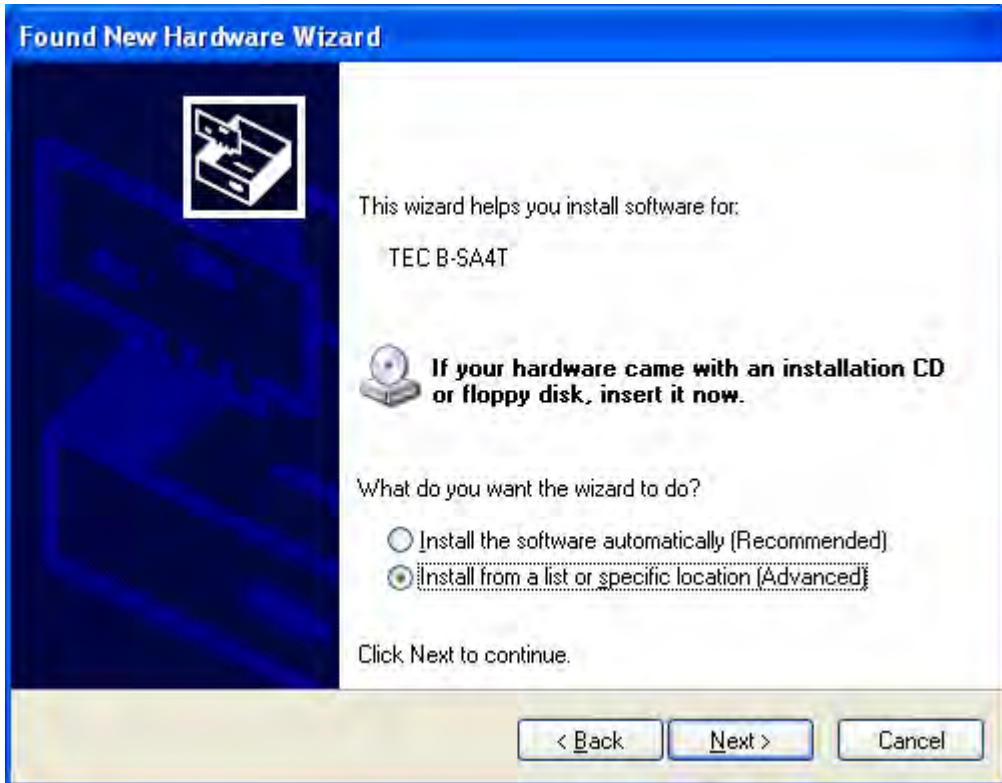 Found New Hardware Wizard
This wizard helps you install software for:
TEC B-SA4T
If your hardware came with an installation CD
or floppy disk, insert it now.
What do you want the wizard to do?
Install the software automatically (Recommended)
Install from a list or specific location (Advanced)
Click Next to continue.
< Back
Next >
Cancel